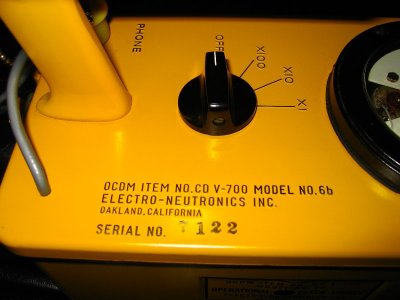 PHONE
OFF
X100
X10
X1
OCDM ITEM NO.CD V-700 MODEL NO.6b
ELECTRO-NEUTRONICS INC.
OAKLAND,CALIFORNIA
SERIAL NO. 7122
OPERATIONAL